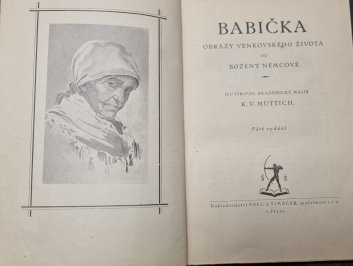 BABIČKA
OBRAZY VENKOVSKÉHO ŽIVOTA
OD
BOŽENY NĚMCOVÉ
ILUSTROVAL AKADEMICKÝ MALÍŘ
K. V. MUTTICH.
Páté vydání.
Š Š
Nakladatelství ŠOLC A ŠIMÁČEK, společnost s r. o.
v Praze